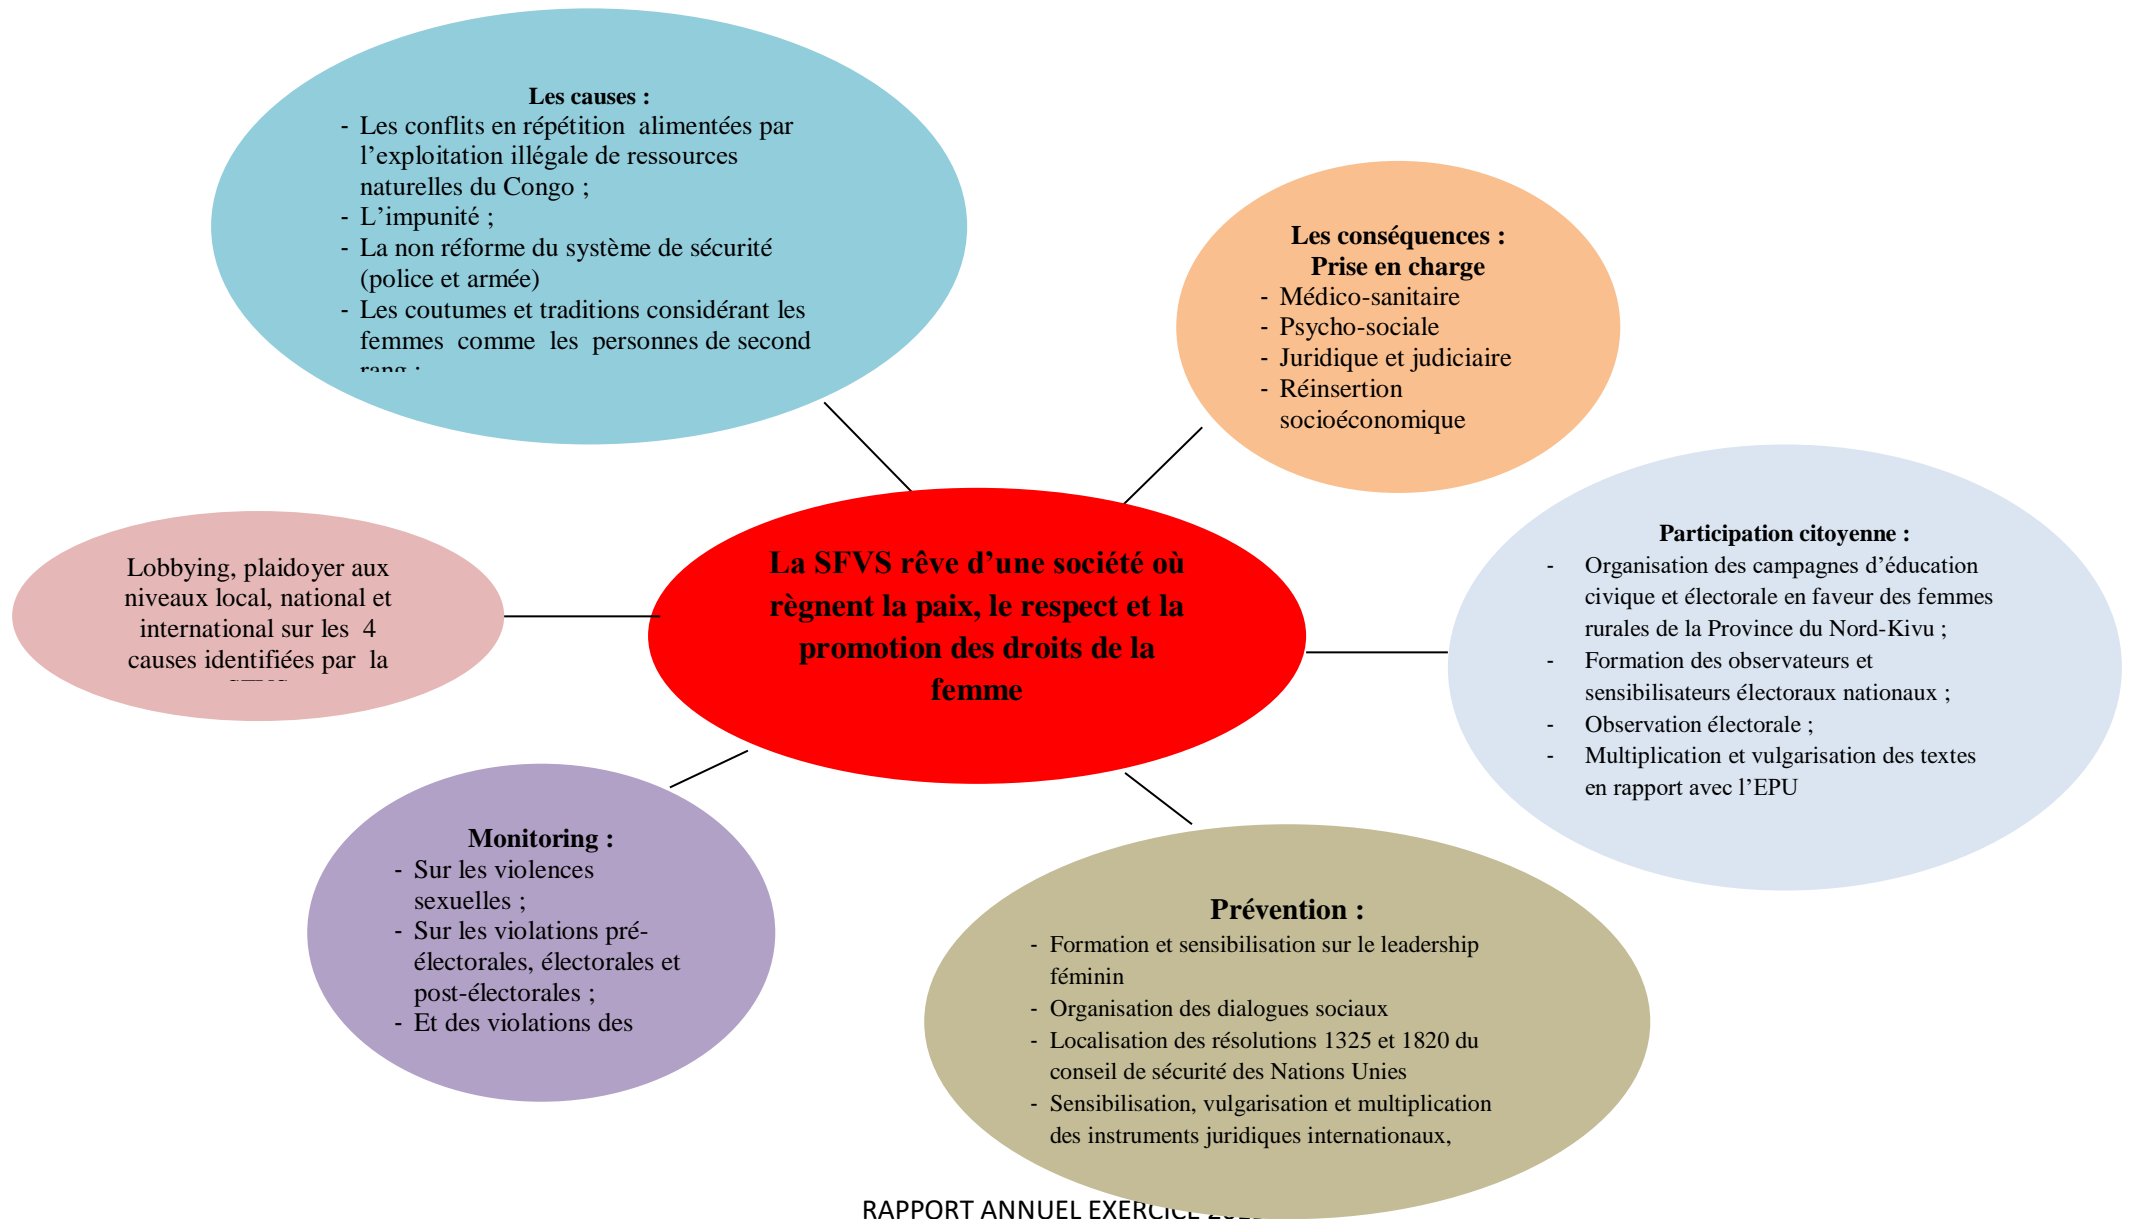 Les causes :
- Les conflits en répétition alimentées par
l’exploitation illégale de ressources
naturelles du Congo ;
- L’impunité ;
- La non réforme du système de sécurité
(police et armée)
- Les coutumes et traditions considérant les
femmes comme les personnes de second
rang ;
Les conséquences :
Prise en charge
- Médico-sanitaire
- Psycho-sociale
- Juridique et judiciaire
- Réinsertion
socioéconomique
La SFVS rêve d’une société où
règnent la paix, le respect et la
promotion des droits de la
femme
Lobbying, plaidoyer aux
niveaux local, national et
international sur les 4
causes identifiées par la
Participation citoyenne :
- Organisation des campagnes d’éducation
civique et électorale en faveur des femmes
rurales de la Province du Nord-Kivu ;
- Formation des observateurs et
sensibilisateurs électoraux nationaux ;
- Observation électorale ;
- Multiplication et vulgarisation des textes
en rapport avec l’EPU
Monitoring :
- Sur les violences
sexuelles ;
- Sur les violations pré-
électorales, électorales et
post-électorales ;
- Et des violations des
Prévention :
- Formation et sensibilisation sur le leadership
féminin
- Organisation des dialogues sociaux
- Localisation des résolutions 1325 et 1820 du
conseil de sécurité des Nations Unies
- Sensibilisation, vulgarisation et multiplication
des instruments juridiques internationaux,
RAPPORT ANNUEL EXERCICE